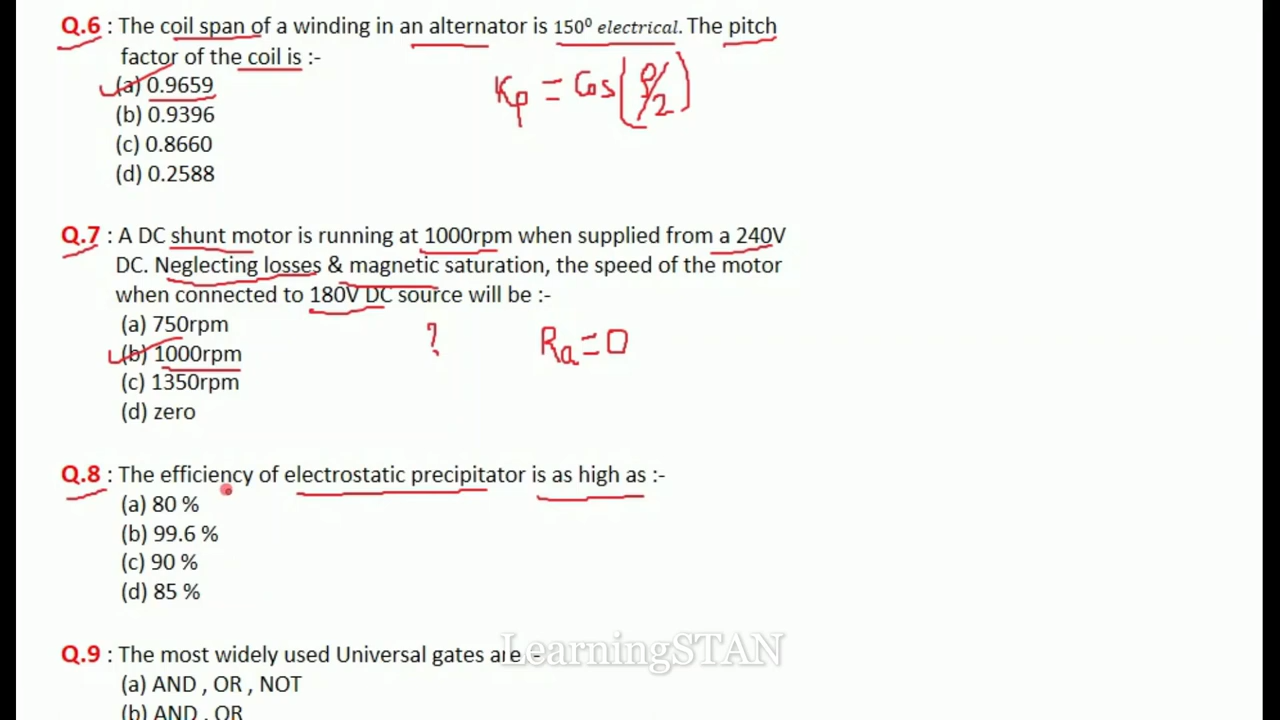 Q.6 : The coil span of a winding in an alternator is 150⁰ electrical. The pitch
factor of the coil is :-
(a) 0.9659
(b) 0.9396
(c) 0.8660
(d) 0.2588
Kp = Cos(ρ/2)
Q.7 : A DC shunt motor is running at 1000rpm when supplied from a 240V
DC. Neglecting losses & magnetic saturation, the speed of the motor
when connected to 180V DC source will be :-
(a) 750rpm
(b) 1000rpm
(c) 1350rpm
(d) zero
? Ra = 0
Q.8 : The efficiency of electrostatic precipitator is as high as :-
(a) 80 %
(b) 99.6 %
(c) 90 %
(d) 85 %
LearningSTAN
Q.9 : The most widely used Universal gates are :-
(a) AND , OR , NOT
(b) AND , OR